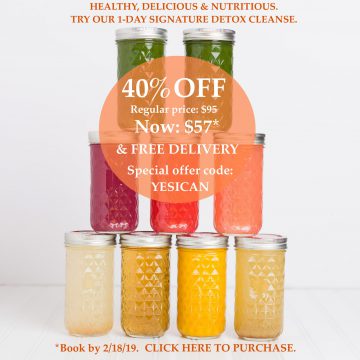 HEALTHY, DELICIOUS & NUTRITIOUS.
TRY OUR 1-DAY SIGNATURE DETOX CLEANSE.
40% OFF
Regular price: $95
Now: $57*
& FREE DELIVERY
Special offer code:
YESICAN
*Book by 2/18/19. CLICK HERE TO PURCHASE.